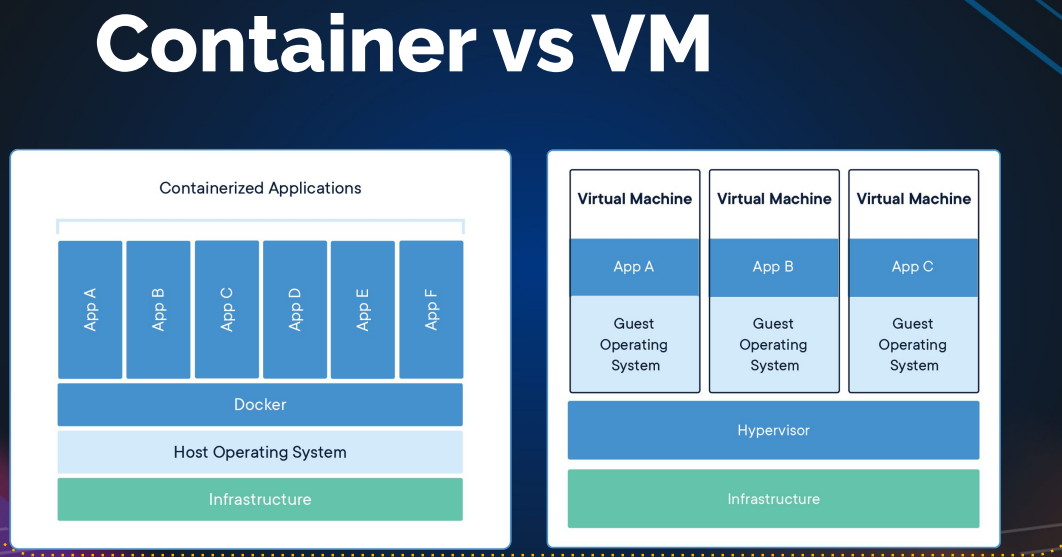 Container vs VM
Containerized Applications
App A
App B
App C
App D
App E
App F
Docker
Host Operating System
Infrastructure
Virtual Machine
App A
Guest
Operating
System
Virtual Machine
App B
Guest
Operating
System
Virtual Machine
App C
Guest
Operating
System
Hypervisor
Infrastructure